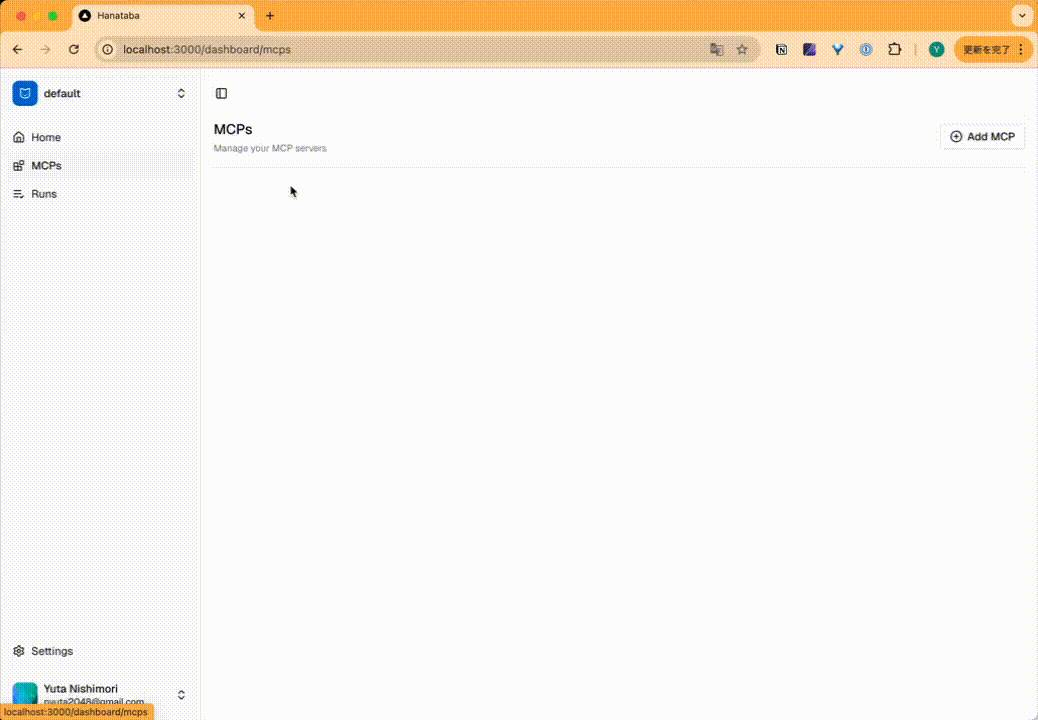 Hanataba
localhost:3000/dashboard/mcps
Y
更新を完了
default
Home
MCPs
Runs
MCPs
Manage your MCP servers
Add MCP
Settings
Yuta Nishimori
nyuta2048@gmail.com
localhost:3000/dashboard/mcps